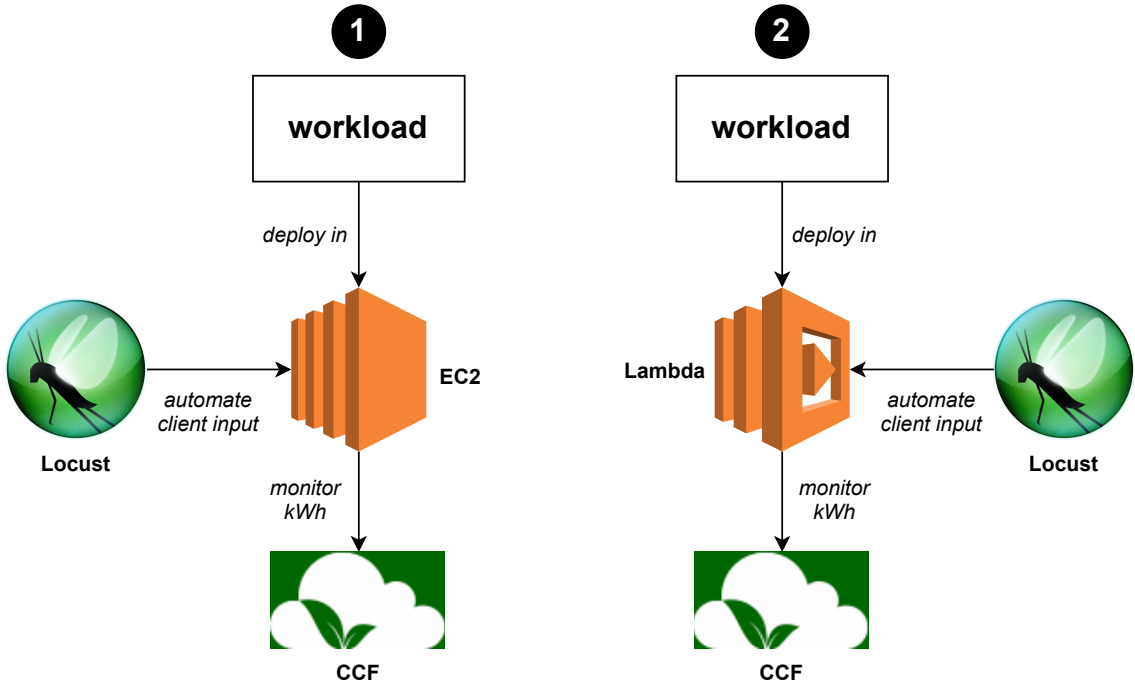 1
workload
deploy in
EC2
automate
client input
Locust
monitor
kWh
CCF
2
workload
deploy in
Lambda
automate
client input
Locust
monitor
kWh
CCF